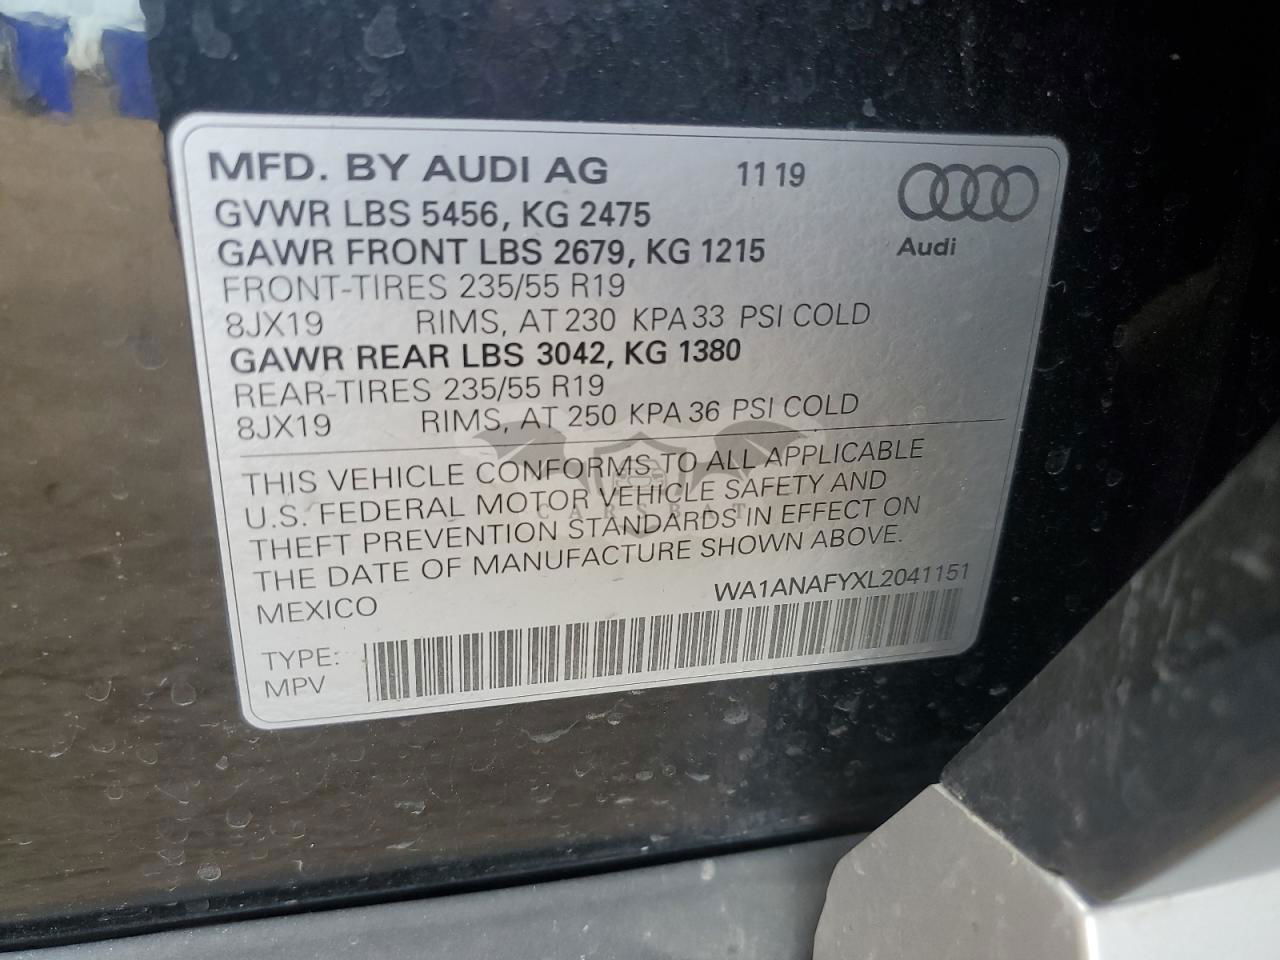 MFD. BY AUDI AG 11 19
GVWR LBS 5456, KG 2475
GAWR FRONT LBS 2679, KG 1215
Audi
FRONT-TIRES 235/55 R19
8JX19 RIMS, AT 230 KPA 33 PSI COLD
GAWR REAR LBS 3042, KG 1380
REAR-TIRES 235/55 R19
8JX19 RIMS, AT 250 KPA 36 PSI COLD
THIS VEHICLE CONFORMS TO ALL APPLICABLE
U.S. FEDERAL MOTOR VEHICLE SAFETY AND
CARSBAT
THEFT PREVENTION STANDARDS IN EFFECT ON
THE DATE OF MANUFACTURE SHOWN ABOVE.
MEXICO WA1ANAFYXL2041151
TYPE:
MPV